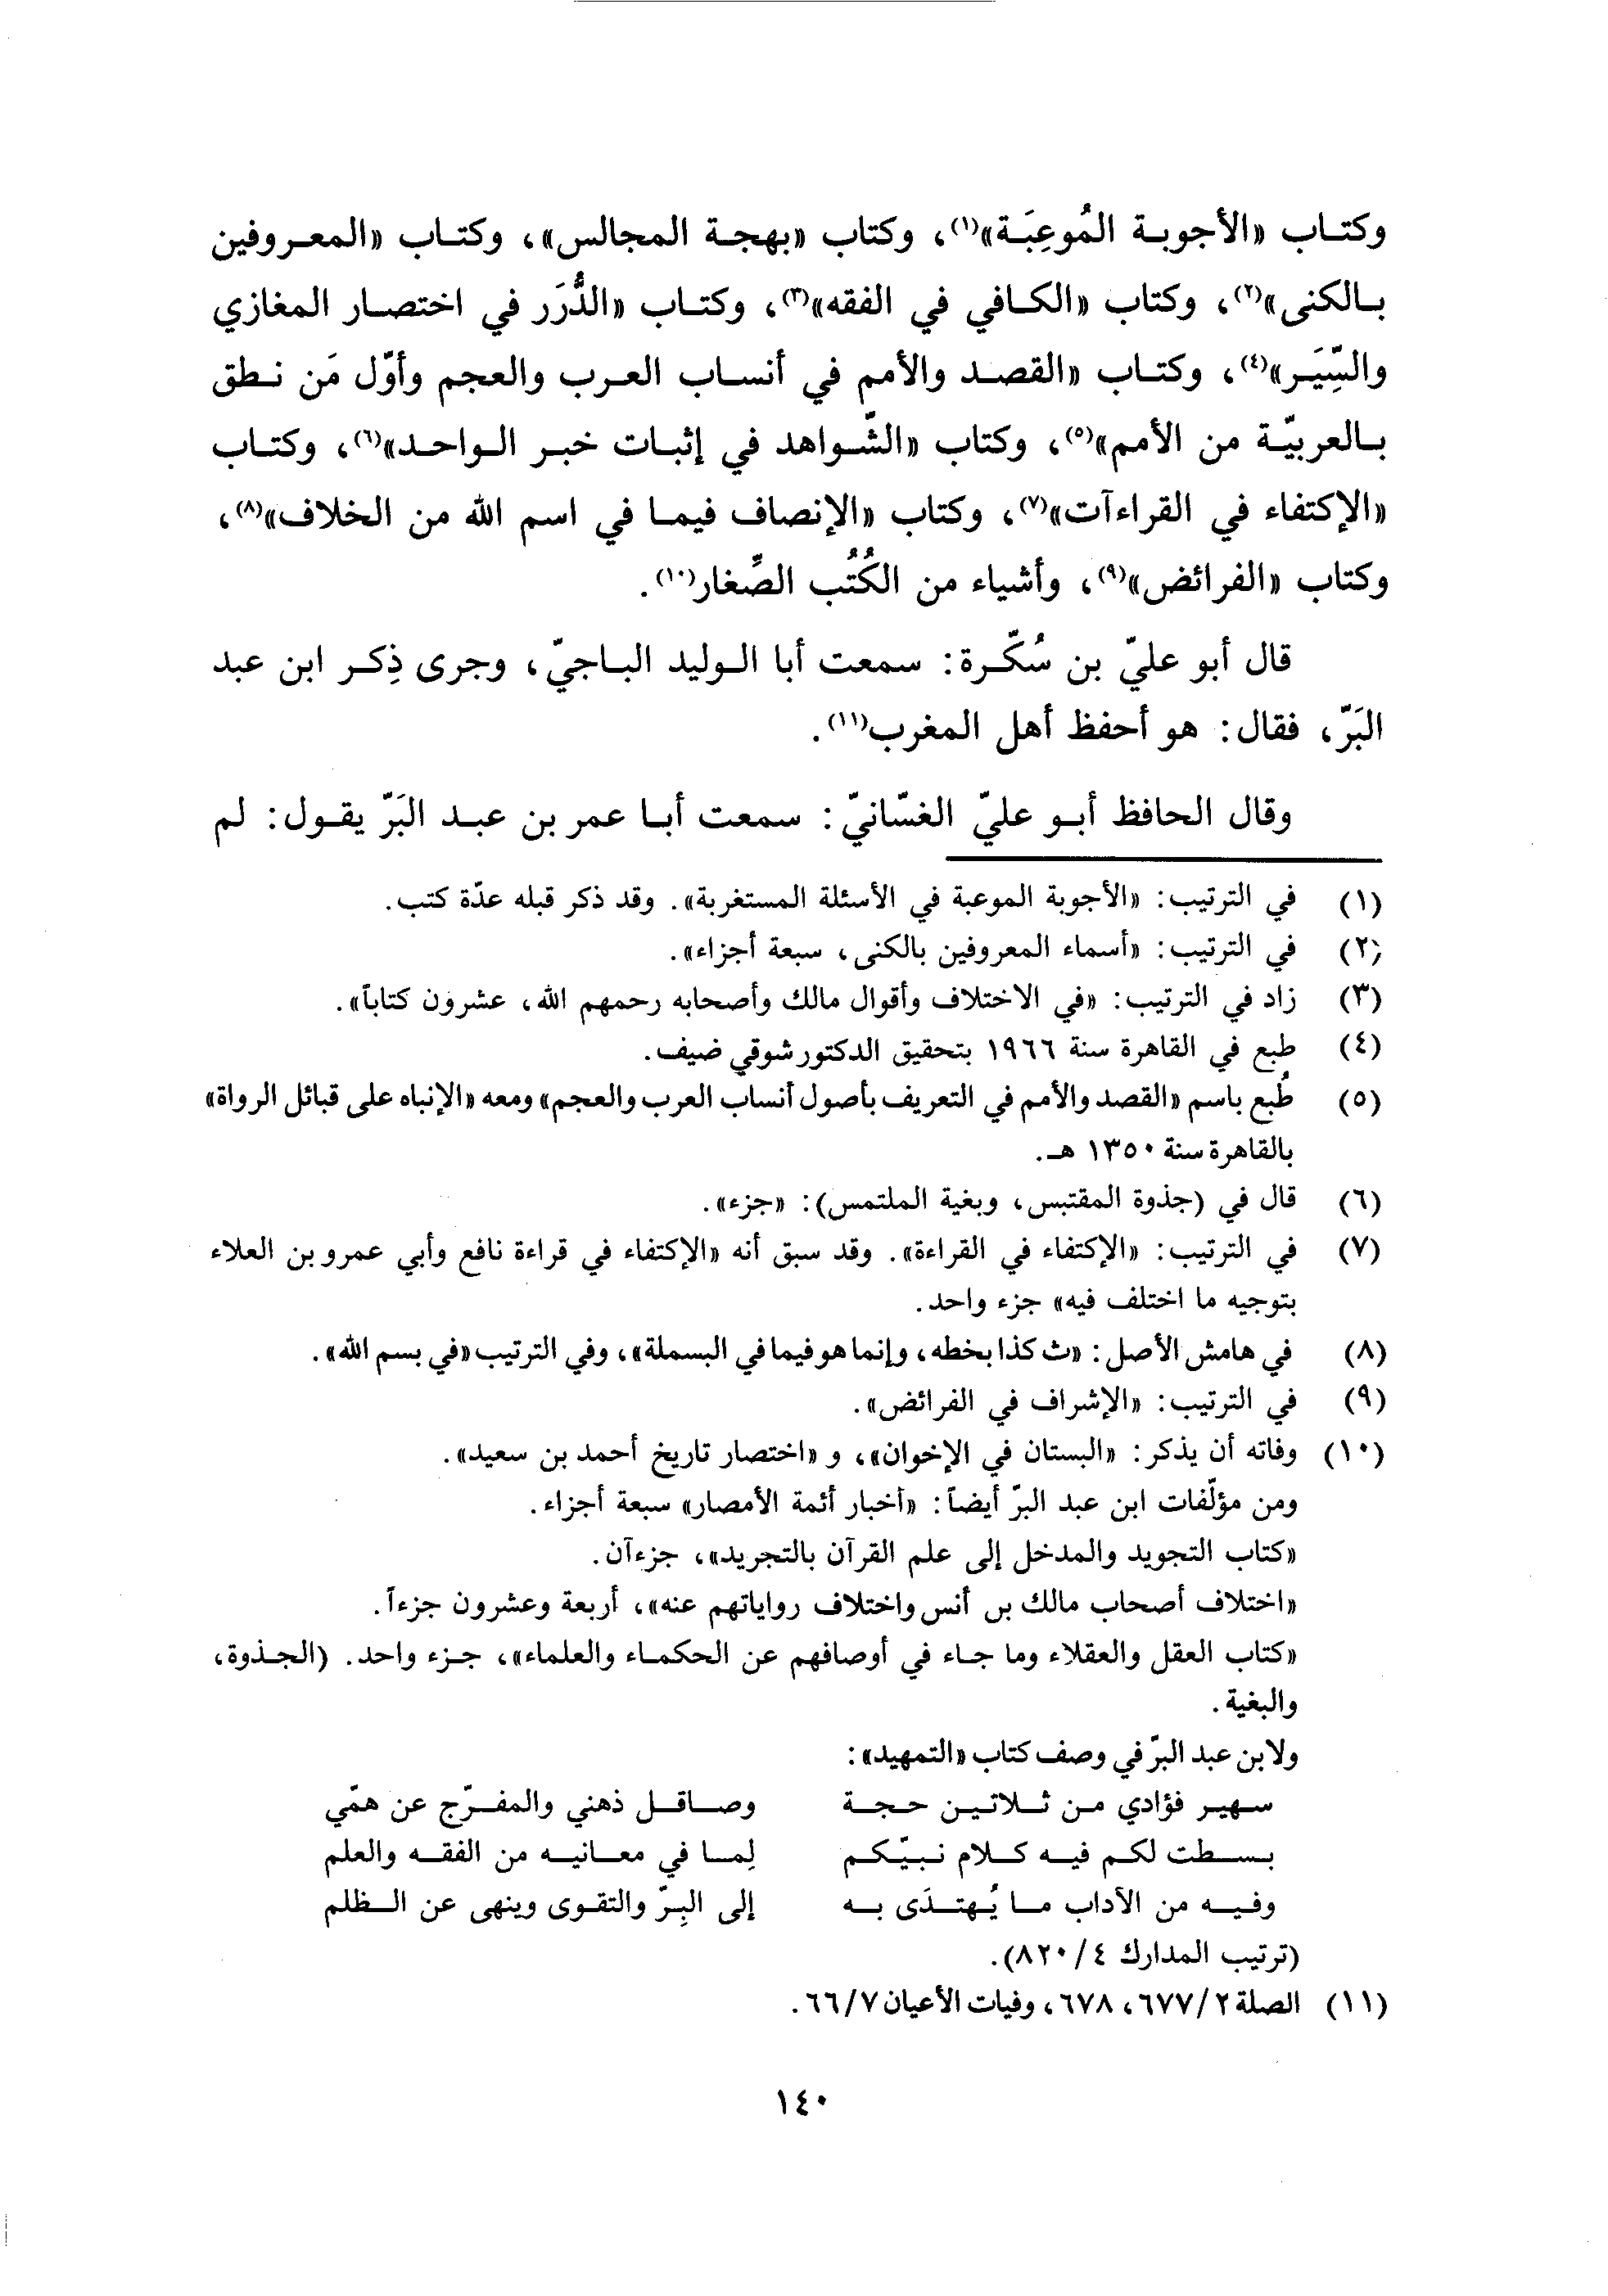 وكتاب «الأجوبة المُوعِبَة»(١)، وكتاب «بهجة المجالس»، وكتاب «المعروفين
بالكنى»(٢)، وكتاب «الكافي في الفقه»(٣)، وكتاب «الدُّرَر في اختصار المغازي
والسِّيَر»(٤)، وكتاب «القصد والأمم في أنساب العرب والعجم وأوّل مَن نطق
بالعربيّة من الأمم»(٥)، وكتاب «الشّواهد في إثبات خبر الواحد»(٦)، وكتاب
«الإكتفاء في القراءآت»(٧)، وكتاب «الإنصاف فيما في اسم الله من الخلاف»(٨)،
وكتاب «الفرائض»(٩)، وأشياء من الكُتُب الصِّغار(١٠).
قال أبو عليّ بن سُكّرة: سمعت أبا الوليد الباجيّ، وجرى ذِكر ابن عبد
البَرّ، فقال: هو أحفظ أهل المغرب(١١).
وقال الحافظ أبو عليّ الغسّانيّ: سمعت أبا عمر بن عبد البَرّ يقول: لم
(١) في الترتيب: «الأجوبة الموعبة في الأسئلة المستغربة». وقد ذكر قبله عدّة كتب.
(٢) في الترتيب: «أسماء المعروفين بالكنى، سبعة أجزاء».
(٣) زاد في الترتيب: «في الاختلاف وأقوال مالك وأصحابه رحمهم الله، عشرون كتاباً».
(٤) طبع في القاهرة سنة ١٩٦٦ بتحقيق الدكتور شوقي ضيف.
(٥) طُبع باسم «القصد والأمم في التعريف بأصول أنساب العرب والعجم» ومعه «الإنباه على قبائل الرواة»
بالقاهرة سنة ١٣٥٠ هـ.
(٦) قال في (جذوة المقتبس، وبغية الملتمس): «جزء».
(٧) في الترتيب: «الإكتفاء في القراءة». وقد سبق أنه «الإكتفاء في قراءة نافع وأبي عمرو بن العلاء
بتوجيه ما اختلف فيه» جزء واحد.
(٨) في هامش الأصل: «ث كذا بخطه، وإنما هو فيما في البسملة»، وفي الترتيب «في بسم الله».
(٩) في الترتيب: «الإشراف في الفرائض».
(١٠) وفاته أن يذكر: «البستان في الإخوان»، و «اختصار تاريخ أحمد بن سعيد».
ومن مؤلّفات ابن عبد البرّ أيضاً: «أخبار أئمة الأمصار» سبعة أجزاء.
«كتاب التجويد والمدخل إلى علم القرآن بالتجريد»، جزءآن.
«اختلاف أصحاب مالك بن أنس واختلاف رواياتهم عنه»، أربعة وعشرون جزءاً.
«كتاب العقل والعقلاء وما جاء في أوصافهم عن الحكماء والعلماء»، جزء واحد. (الجذوة،
والبغية.
ولابن عبد البرّ في وصف كتاب «التمهيد»:
سهير فؤادي من ثلاثين حجة وصاقل ذهني والمفرّج عن همّي
بسطت لكم فيه كلام نبيّكم لِما في معانيه من الفقه والعلم
وفيه من الآداب ما يُهتدَى به إلى البِرّ والتقوى وينهى عن الظلم
(ترتيب المدارك ٤/ ٨٢٠).
(١١) الصلة ٢/ ٦٧٧، ٦٧٨، وفيات الأعيان ٧/ ٦٦.
١٤٠